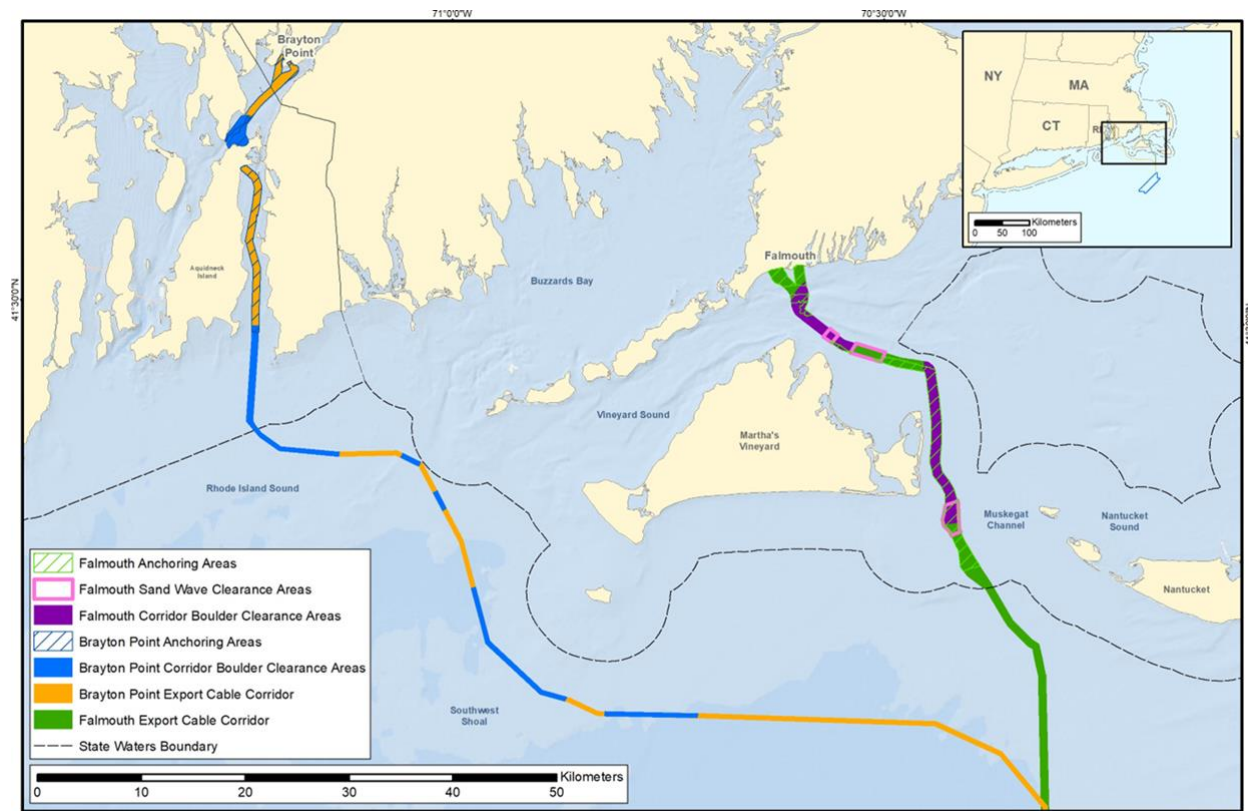 71°0'0"W
70°30'0"W
Brayton
Point
NY
MA
CT
Kilometers
0 50 100
Falmouth
Buzzards Bay
Aquidneck
Island
41°30'0"N
Vineyard Sound
Martha's
Vineyard
Rhode Island Sound
Muskegat
Channel
Nantucket
Sound
Nantucket
Southwest
Shoal
Falmouth Anchoring Areas
Falmouth Sand Wave Clearance Areas
Falmouth Corridor Boulder Clearance Areas
Brayton Point Anchoring Areas
Brayton Point Corridor Boulder Clearance Areas
Brayton Point Export Cable Corridor
Falmouth Export Cable Corridor
State Waters Boundary
Kilometers
0 10 20 30 40 50